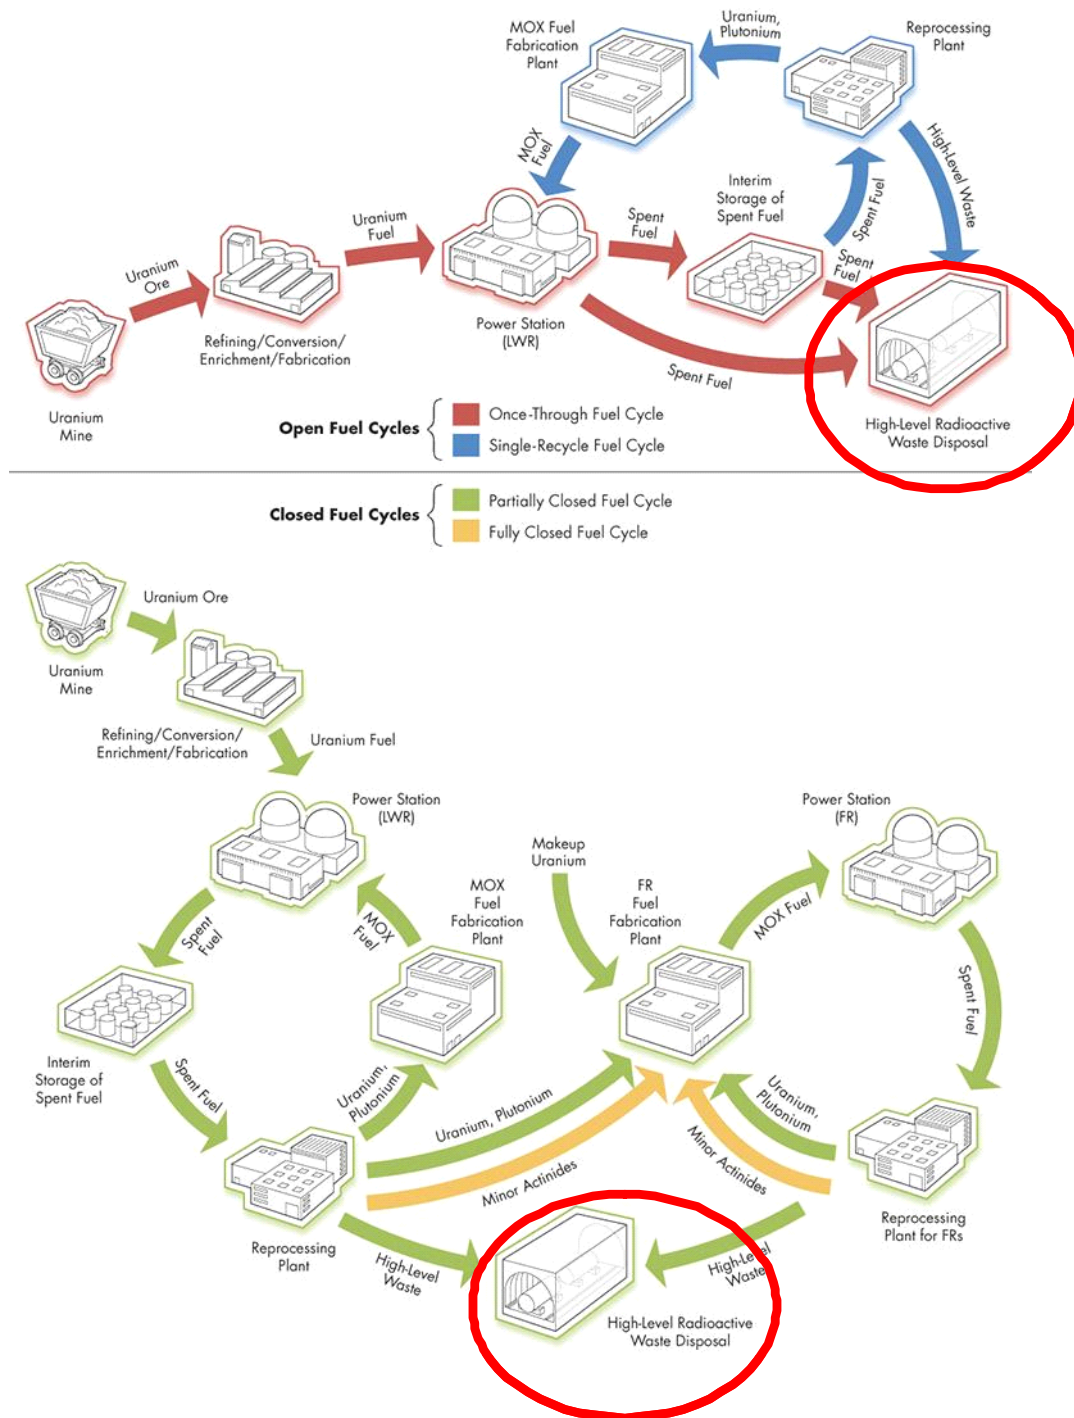 MOX Fuel
Fabrication
Plant
Uranium,
Plutonium
Reprocessing
Plant
MOX
Fuel
High-Level Waste
Interim
Storage of
Spent Fuel
Spent Fuel
Uranium
Fuel
Spent
Fuel
Spent
Fuel
Uranium
Ore
Refining/Conversion/
Enrichment/Fabrication
Power Station
(LWR)
Spent Fuel
Uranium
Mine
High-Level Radioactive
Waste Disposal
Open Fuel Cycles
Once-Through Fuel Cycle
Single-Recycle Fuel Cycle
Closed Fuel Cycles
Partially Closed Fuel Cycle
Fully Closed Fuel Cycle
Uranium Ore
Uranium
Mine
Refining/Conversion/
Enrichment/Fabrication
Uranium Fuel
Power Station
(LWR)
Power Station
(FR)
Makeup
Uranium
MOX
Fuel
Fabrication
Plant
FR
Fuel
Fabrication
Plant
Spent
Fuel
MOX
Fuel
MOX Fuel
Spent Fuel
Interim
Storage of
Spent Fuel
Spent Fuel
Uranium,
Plutonium
Uranium, Plutonium
Uranium,
Plutonium
Minor Actinides
Minor Actinides
Reprocessing
Plant
High-Level
Waste
High-Level
Waste
Reprocessing
Plant for FRs
High-Level Radioactive
Waste Disposal